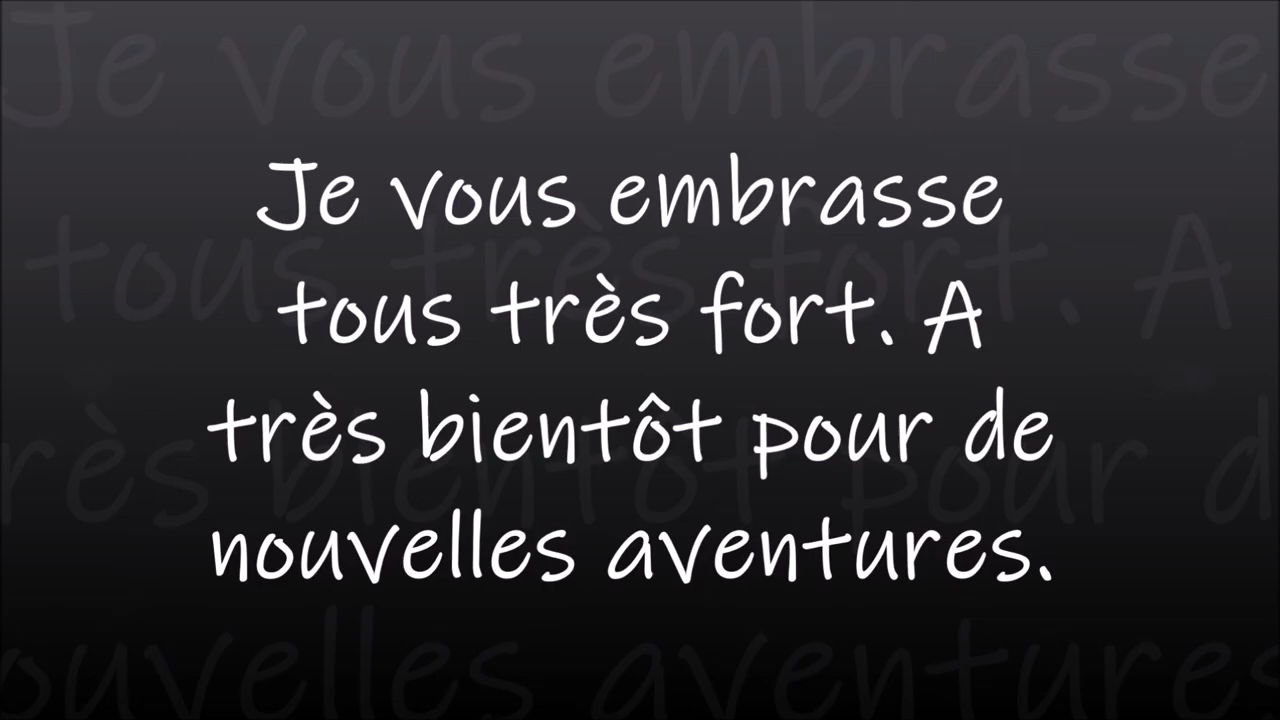 Je vous embrasse
tous très fort. A
très bientôt pour de
nouvelles aventures.